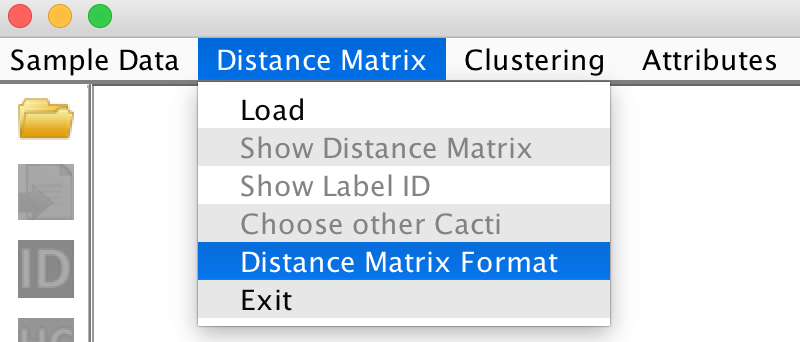 Sample Data Distance Matrix Clustering Attributes
Load
Show Distance Matrix
Show Label ID
Choose other Cacti
ID
Distance Matrix Format
Exit